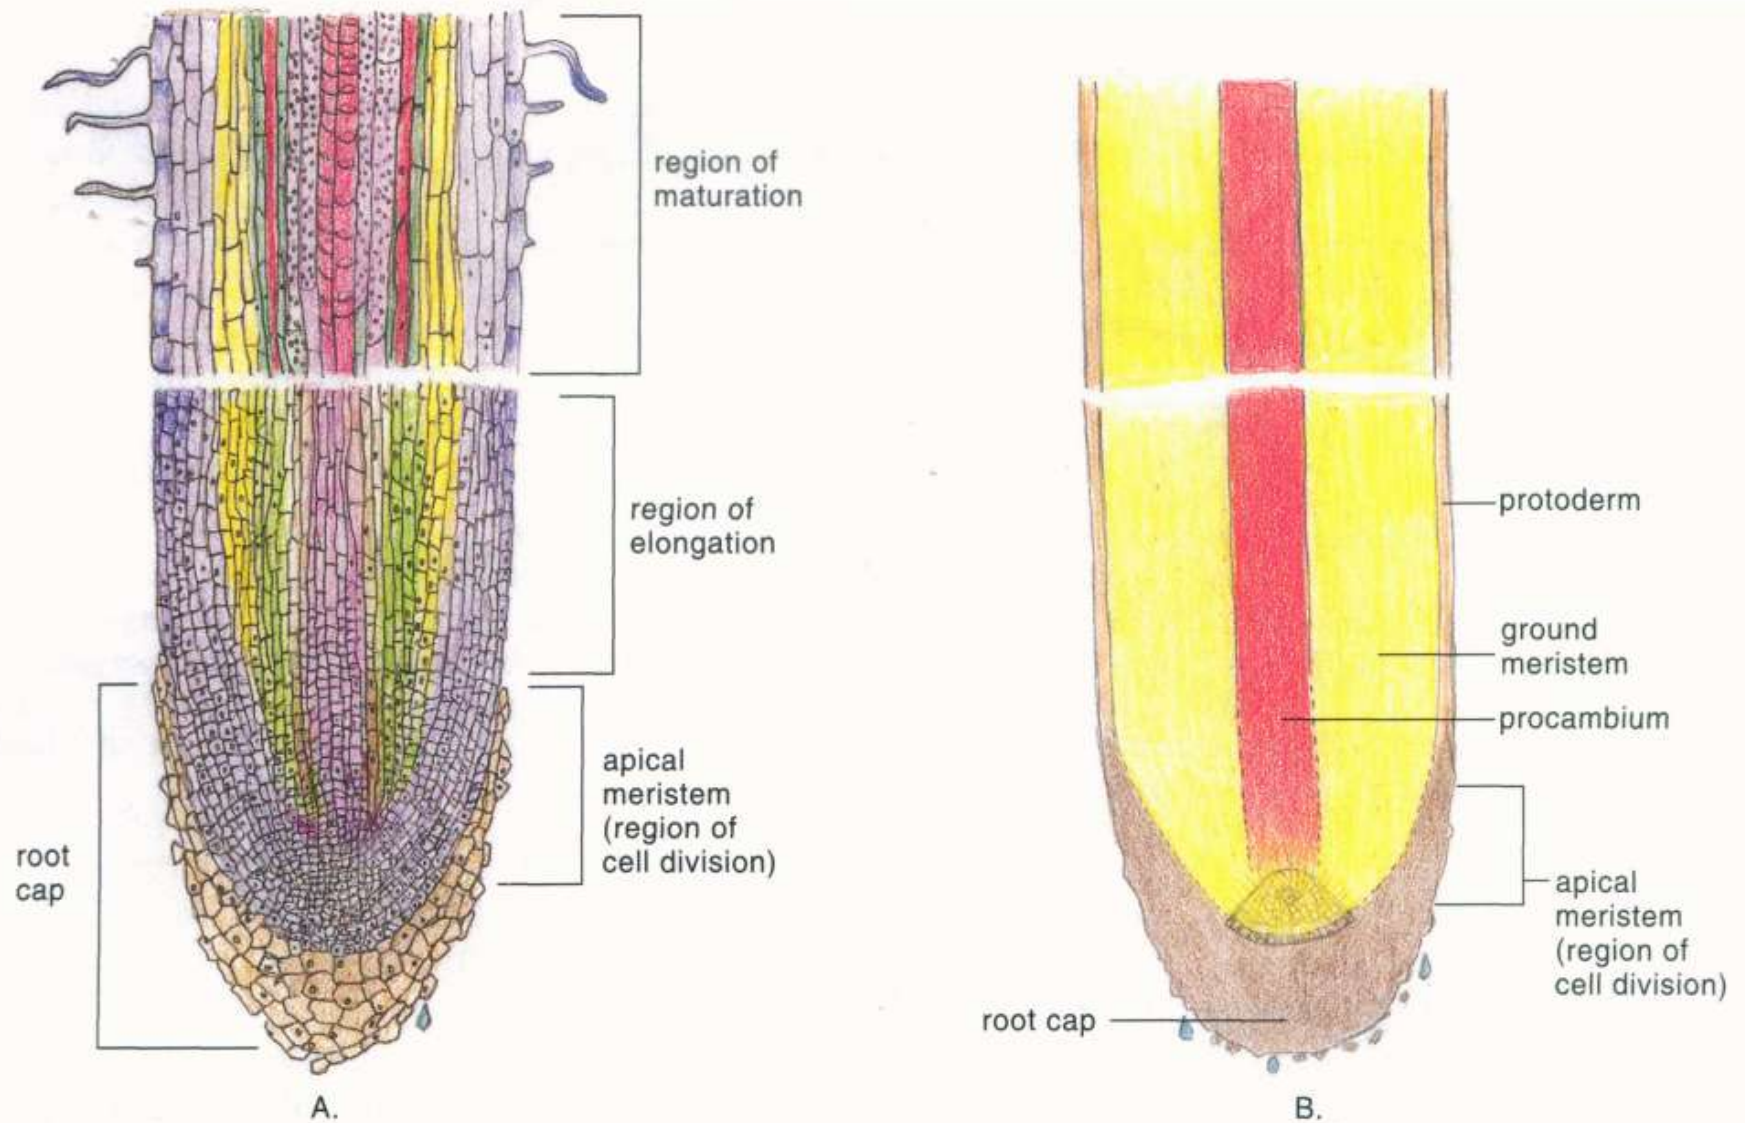 region of
maturation
region of
elongation
apical
meristem
(region of
cell division)
root
cap
A.
protoderm
ground
meristem
procambium
apical
meristem
(region of
cell division)
root cap
B.